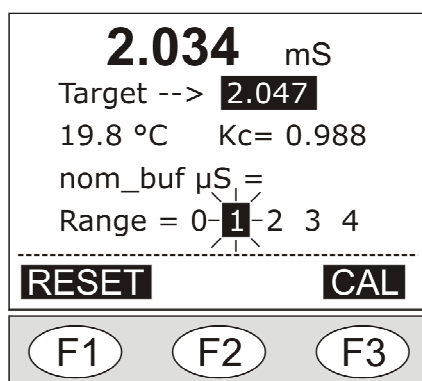 2.034 mS
Target --> 2.047
19.8 °C Kc= 0.988
nom_buf µS =
Range = 0-1-2 3 4
RESET CAL
F1 F2 F3